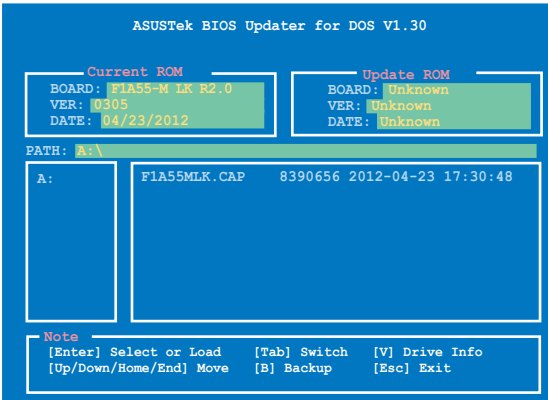 ASUSTek BIOS Updater for DOS V1.30
Current ROM
BOARD: F1A55-M LK R2.0
VER: 0305
DATE: 04/23/2012
Update ROM
BOARD: Unknown
VER: Unknown
DATE: Unknown
PATH: A:\
A:
F1A55MLK.CAP 8390656 2012-04-23 17:30:48
Note
[Enter] Select or Load [Tab] Switch [V] Drive Info
[Up/Down/Home/End] Move [B] Backup [Esc] Exit